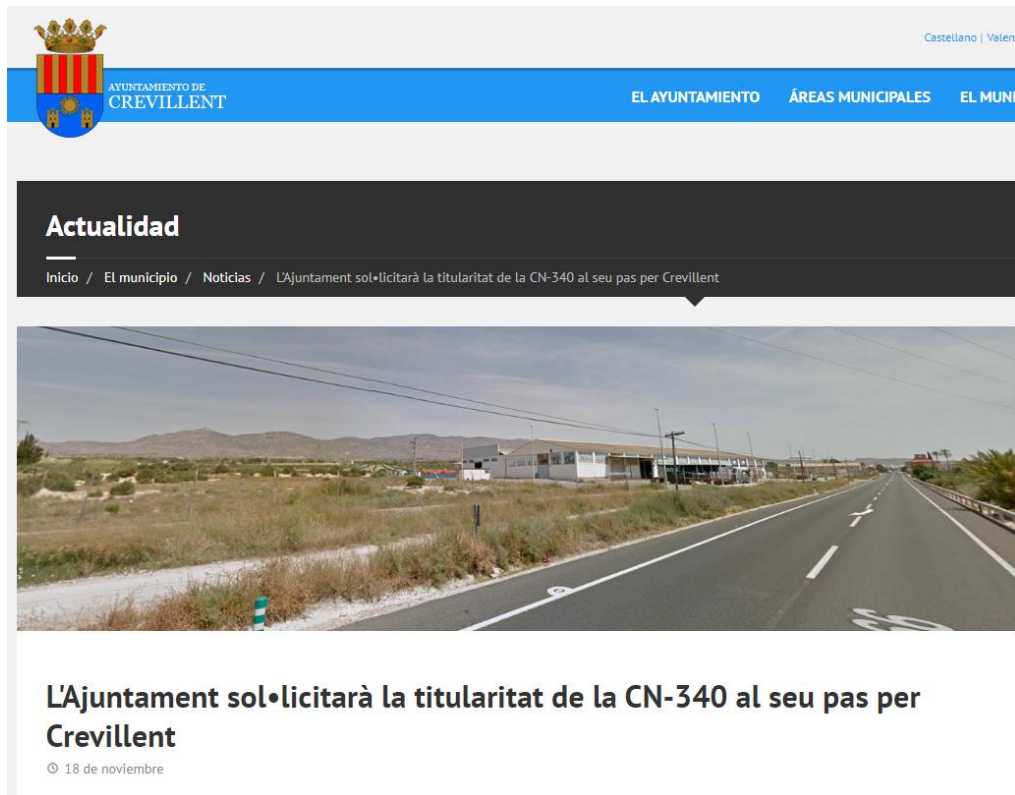 Castellano | Valen
AYUNTAMIENTO DE
CREVILLENT
EL AYUNTAMIENTO ÁREAS MUNICIPALES EL MUNI
Actualidad
Inicio / El municipio / Noticias / L'Ajuntament sol•licitarà la titularitat de la CN-340 al seu pas per Crevillent
L'Ajuntament sol•licitarà la titularitat de la CN-340 al seu pas per
Crevillent
18 de noviembre